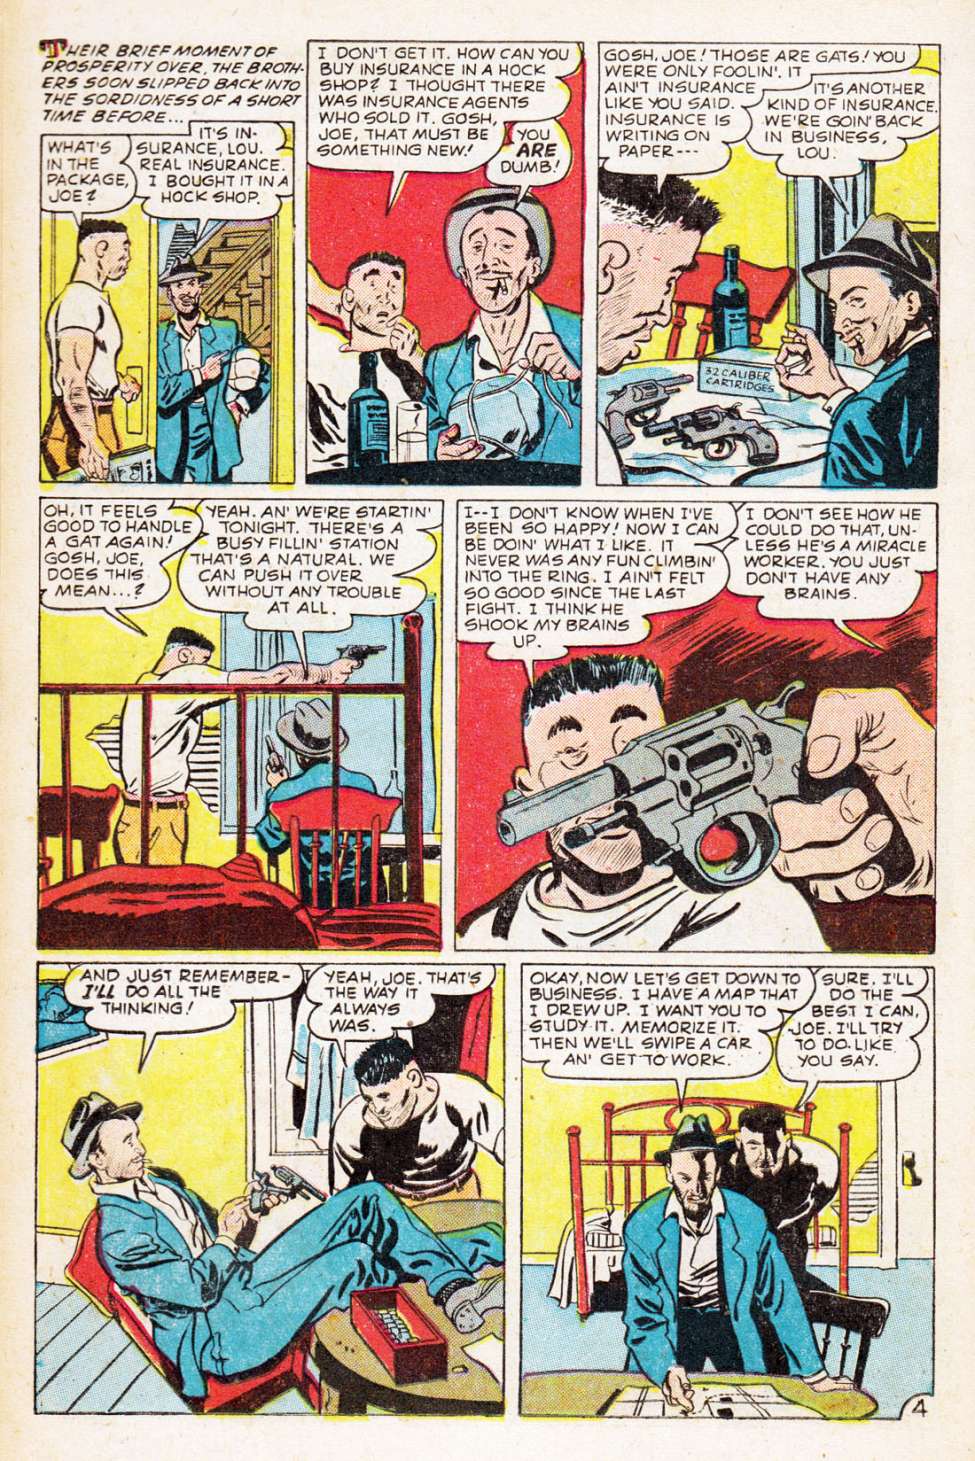 THEIR BRIEF MOMENT OF
PROSPERITY OVER, THE BROTH-
ERS SOON SLIPPED BACK INTO
THE SORDIDNESS OF A SHORT
TIME BEFORE...
WHAT'S
IN THE
PACKAGE,
JOE?
IT'S IN-
SURANCE, LOU.
REAL INSURANCE.
I BOUGHT IT IN A
HOCK SHOP.
I DON'T GET IT. HOW CAN YOU
BUY INSURANCE IN A HOCK
SHOP? I THOUGHT THERE
WAS INSURANCE AGENTS
WHO SOLD IT. GOSH,
JOE, THAT MUST BE
SOMETHING NEW!
YOU
ARE
DUMB!
GOSH, JOE! THOSE ARE GATS! YOU
WERE ONLY FOOLIN'. IT
AIN'T INSURANCE
LIKE YOU SAID.
INSURANCE IS
WRITING ON
PAPER---
IT'S ANOTHER
KIND OF INSURANCE.
WE'RE GOIN' BACK
IN BUSINESS,
LOU.
32 CALIBER
CARTRIDGES
OH, IT FEELS
GOOD TO HANDLE
A GAT AGAIN!
GOSH, JOE,
DOES THIS
MEAN...?
YEAH. AN' WE'RE STARTIN'
TONIGHT. THERE'S A
BUSY FILLIN' STATION
THAT'S A NATURAL. WE
CAN PUSH IT OVER
WITHOUT ANY TROUBLE
AT ALL.
I--I DON'T KNOW WHEN I'VE
BEEN SO HAPPY! NOW I CAN
BE DOIN' WHAT I LIKE. IT
NEVER WAS ANY FUN CLIMBIN'
INTO THE RING. I AIN'T FELT
SO GOOD SINCE THE LAST
FIGHT. I THINK HE
SHOOK MY BRAINS
UP.
I DON'T SEE HOW HE
COULD DO THAT, UN-
LESS HE'S A MIRACLE
WORKER. YOU JUST
DON'T HAVE ANY
BRAINS.
AND JUST REMEMBER-
I'LL DO ALL THE
THINKING!
YEAH, JOE. THAT'S
THE WAY IT
ALWAYS
WAS.
OKAY, NOW LET'S GET DOWN TO
BUSINESS. I HAVE A MAP THAT
I DREW UP. I WANT YOU TO
STUDY IT. MEMORIZE IT.
THEN WE'LL SWIPE A CAR
AN' GET TO WORK.
SURE. I'LL
DO THE
BEST I CAN,
JOE. I'LL TRY
TO DO LIKE
YOU SAY.
4